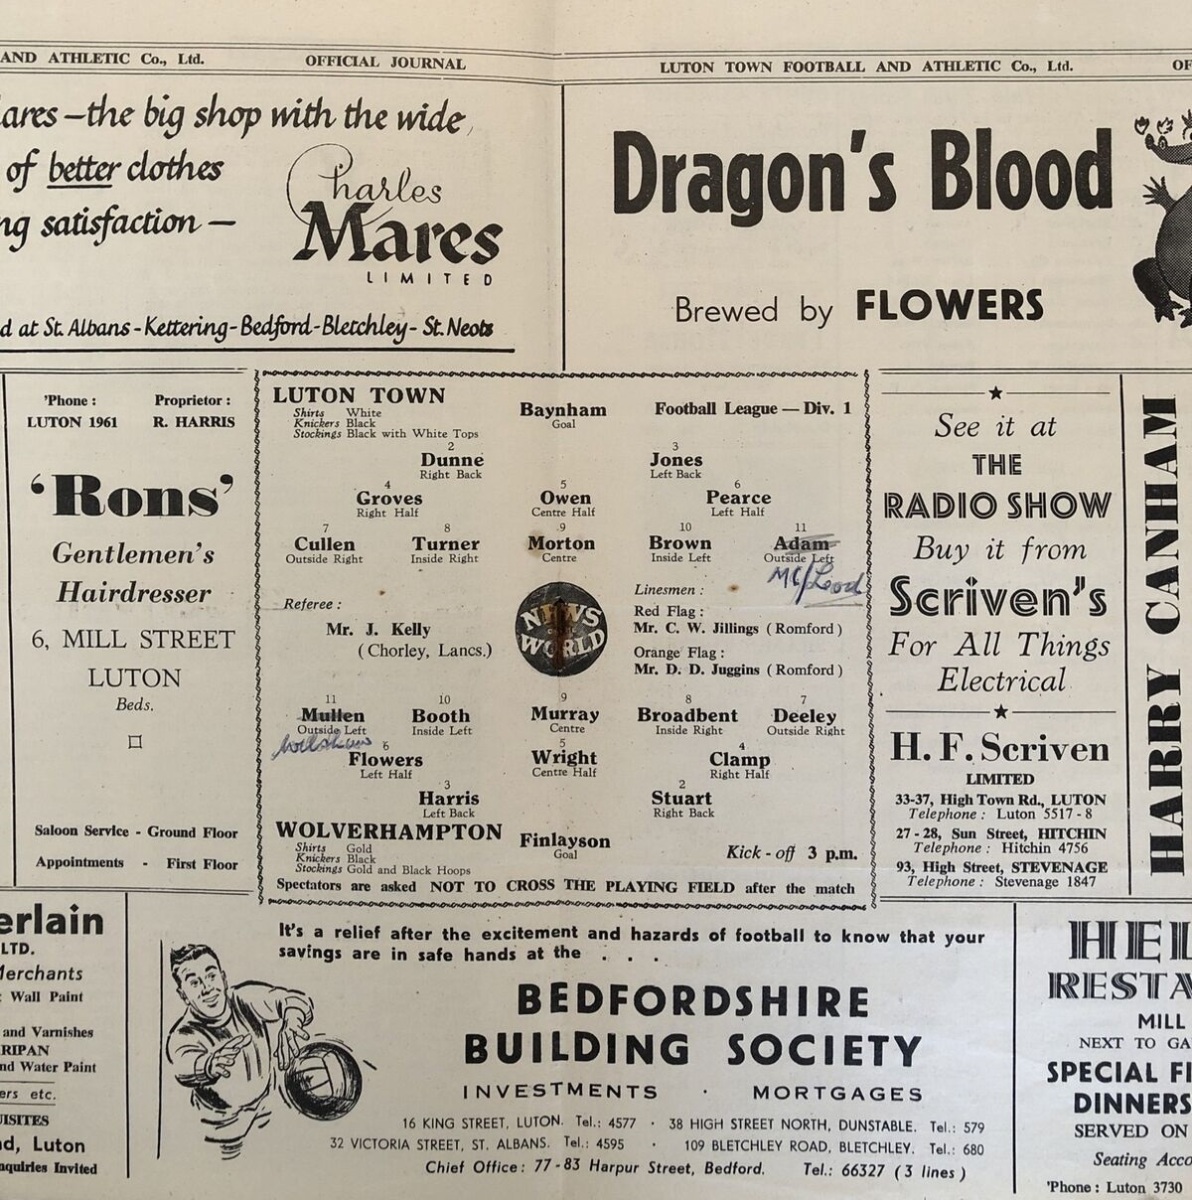 AND ATHLETIC Co., Ltd. OFFICIAL JOURNAL
LUTON TOWN FOOTBALL AND ATHLETIC Co., Ltd.
ares – the big shop with the wide,
of better clothes
ng satisfaction –
Charles
Mares
LIMITED
d at St. Albans - Kettering - Bedford - Bletchley - St. Neots
Dragon's Blood
Brewed by FLOWERS
'Phone : Proprietor :
LUTON 1961 R. HARRIS
'Rons'
Gentlemen's
Hairdresser
6, MILL STREET
LUTON
Beds.
Saloon Service - Ground Floor
Appointments - First Floor
LUTON TOWN
Shirts White
Knickers Black
Stockings Black with White Tops
Baynham
Goal
Football League — Div. 1
2 3
Dunne Jones
Right Back Left Back
4 5 6
Groves Owen Pearce
Right Half Centre Half Left Half
7 8 9 10 11
Cullen Turner Morton Brown Adam
Outside Right Inside Right Centre Inside Left Outside Left
McLeod
Referee :
Mr. J. Kelly
(Chorley, Lancs.)
NEWS
OF THE
WORLD
Linesmen :
Red Flag :
Mr. C. W. Jillings (Romford)
Orange Flag :
Mr. D. D. Juggins (Romford)
11 10 9 8 7
Mullen Booth Murray Broadbent Deeley
Outside Left Inside Left Centre Inside Right Outside Right
6 5 4
Flowers Wright Clamp
Left Half Centre Half Right Half
3 2
Harris Stuart
Left Back Right Back
WOLVERHAMPTON
Shirts Gold
Knickers Black
Stockings Gold and Black Hoops
Finlayson
Goal
Kick - off 3 p.m.
Spectators are asked NOT TO CROSS THE PLAYING FIELD after the match
See it at
THE
RADIO SHOW
Buy it from
Scriven's
For All Things
Electrical
H. F. Scriven
LIMITED
33-37, High Town Rd., LUTON
Telephone : Luton 5517 - 8
27 - 28, Sun Street, HITCHIN
Telephone : Hitchin 4756
93, High Street, STEVENAGE
Telephone : Stevenage 1847
HARRY CANHAM
erlain
LTD.
Merchants
: Wall Paint
and Varnishes
RIPAN
nd Water Paint
ers etc.
UISITES
d, Luton
nquiries Invited
It's a relief after the excitement and hazards of football to know that your
savings are in safe hands at the . . .
BEDFORDSHIRE
BUILDING SOCIETY
INVESTMENTS · MORTGAGES
16 KING STREET, LUTON. Tel.: 4577 · 38 HIGH STREET NORTH, DUNSTABLE. Tel.: 579
32 VICTORIA STREET, ST. ALBANS. Tel.: 4595 · 109 BLETCHLEY ROAD, BLETCHLEY. Tel.: 680
Chief Office : 77 - 83 Harpur Street, Bedford. Tel.: 66327 (3 lines)
HEL
RESTA
MILL
NEXT TO GA
SPECIAL FI
DINNERS
SERVED ON
Seating Acco
'Phone : Luton 3730